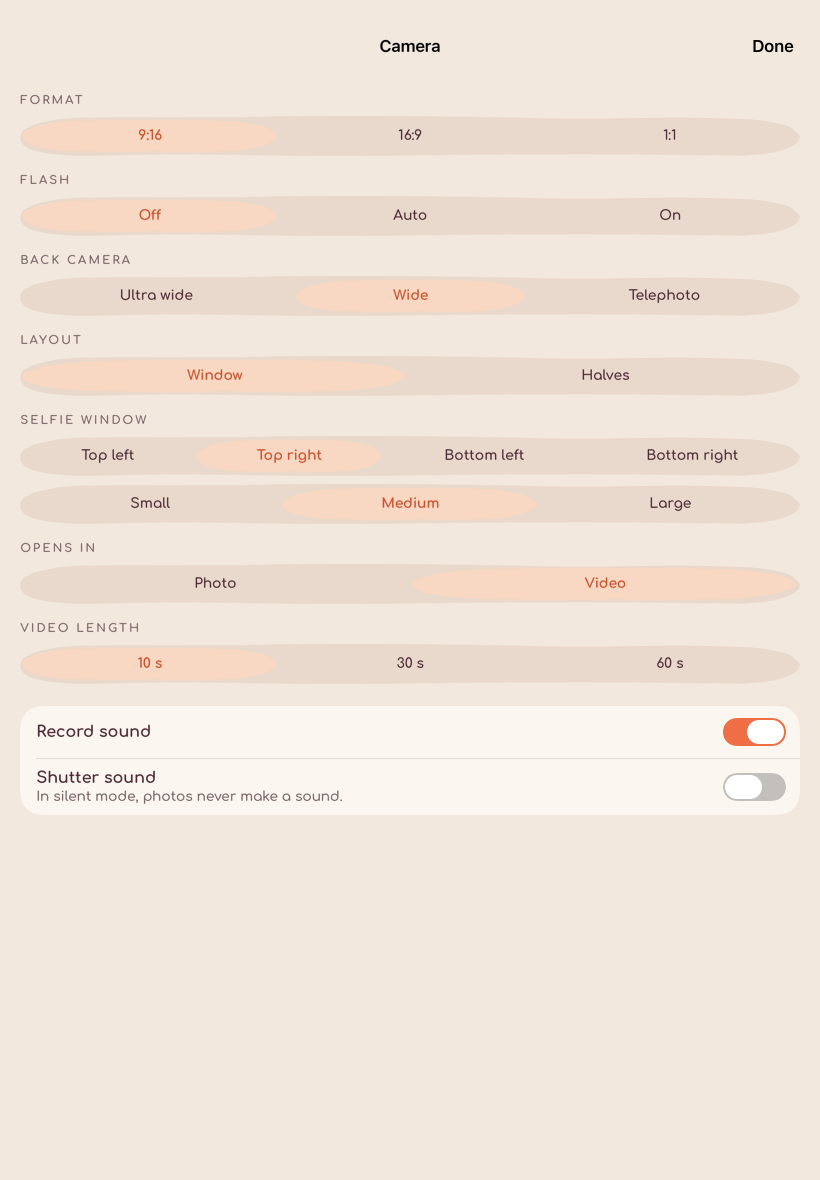 Camera Done
FORMAT
9:16 16:9 1:1
FLASH
Off Auto On
BACK CAMERA
Ultra wide Wide Telephoto
LAYOUT
Window Halves
SELFIE WINDOW
Top left Top right Bottom left Bottom right
Small Medium Large
OPENS IN
Photo Video
VIDEO LENGTH
10 s 30 s 60 s
Record sound
Shutter sound
In silent mode, photos never make a sound.